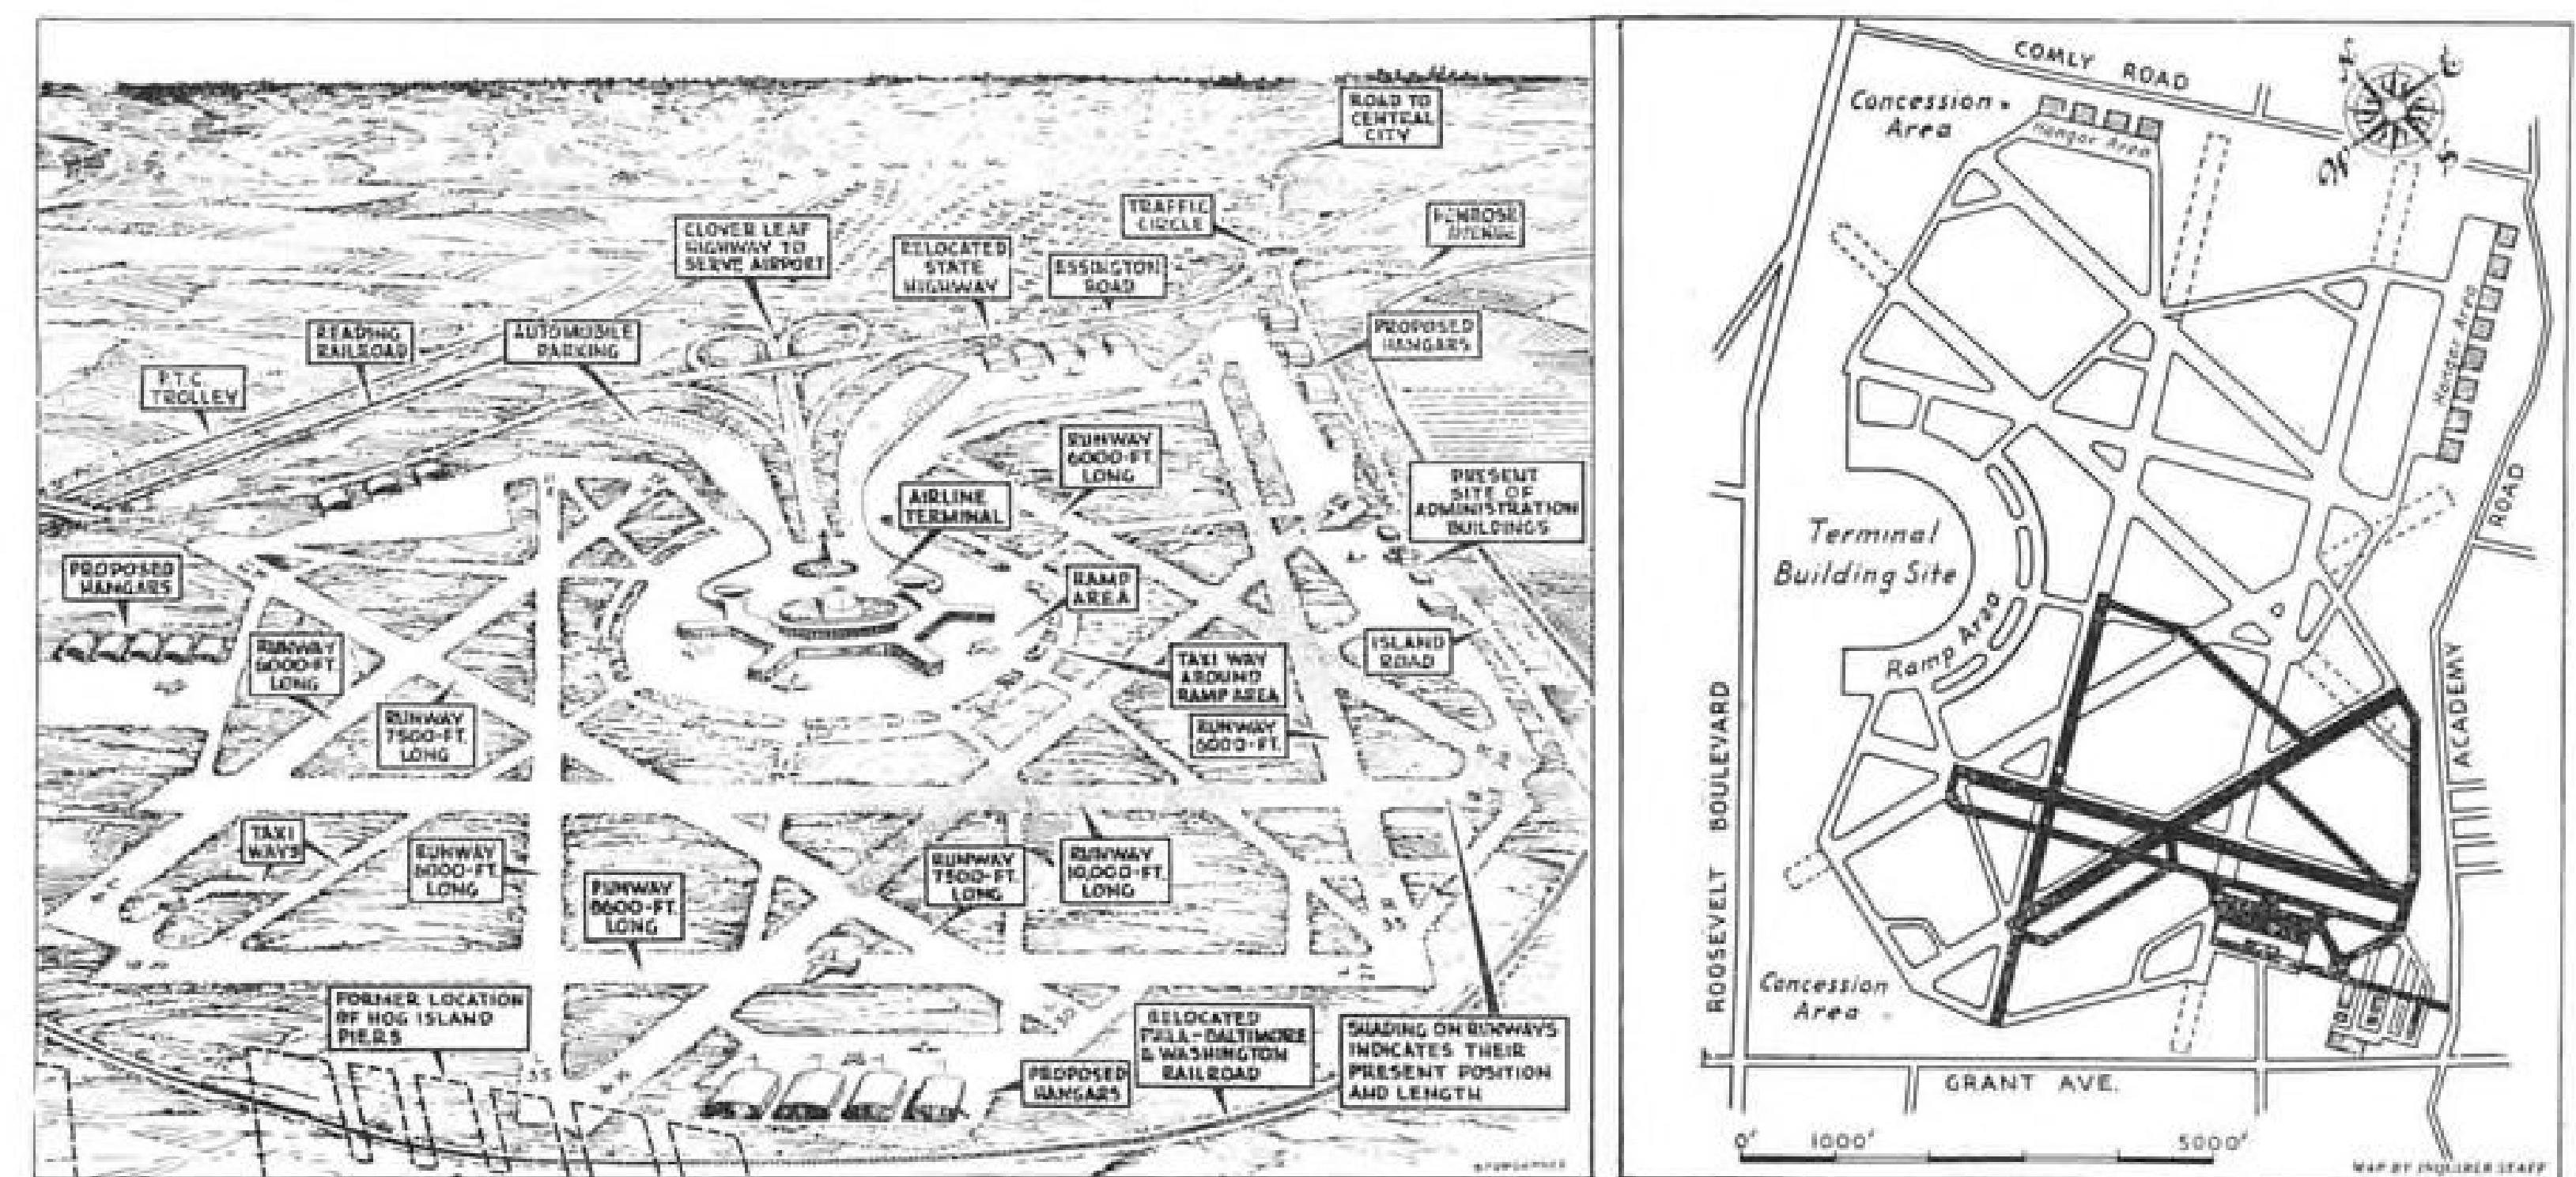 ROAD TO
CENTRAL
CITY
TRAFFIC
CIRCLE
PENROSE
AVENUE
CLOVER LEAF
HIGHWAY TO
SERVE AIRPORT
RELOCATED
STATE
HIGHWAY
ESSINGTON
ROAD
READING
RAILROAD
AUTOMOBILE
PARKING
PROPOSED
HANGARS
P.T.C.
TROLLEY
RUNWAY
6000-FT.
LONG
AIRLINE
TERMINAL
PRESENT
SITE OF
ADMINISTRATION
BUILDINGS
PROPOSED
HANGARS
RAMP
AREA
RUNWAY
6000-FT.
LONG
TAXI WAY
AROUND
RAMP AREA
ISLAND
ROAD
RUNWAY
7500-FT.
LONG
RUNWAY
6000-FT.
TAXI
WAYS
RUNWAY
6000-FT.
LONG
RUNWAY
8600-FT.
LONG
RUNWAY
7500-FT.
LONG
RUNWAY
10,000-FT.
LONG
FORMER LOCATION
OF HOG ISLAND
PIERS
PROPOSED
HANGARS
RELOCATED
PHILA-BALTIMORE
& WASHINGTON
RAILROAD
SHADING ON RUNWAYS
INDICATES THEIR
PRESENT POSITION
AND LENGTH
35
35
COMLY ROAD
Concession
Area
Hangar Area
N
E
W
S
Hangar Area
Terminal
Building Site
Ramp Area
ROAD
ACADEMY
ROOSEVELT BOULEVARD
Concession
Area
GRANT AVE.
0' 1000' 5000'
MAP BY INQUIRER STAFF